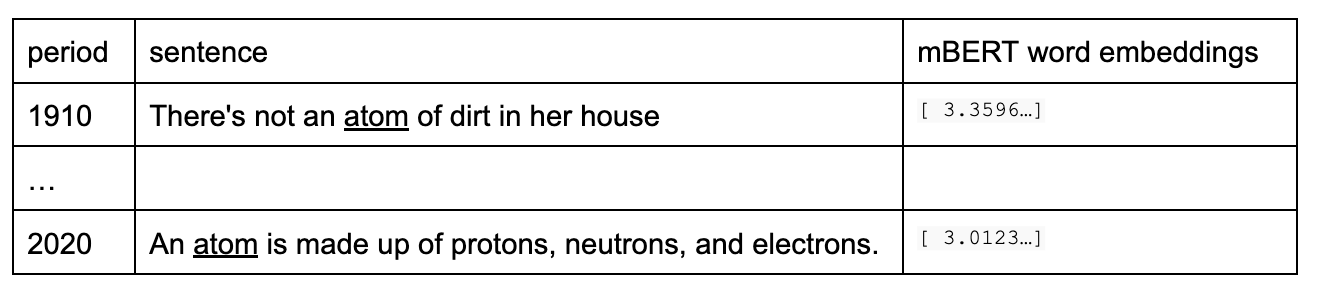 period sentence mBERT word embeddings
1910 There's not an atom of dirt in her house [ 3.3596…]
…
2020 An atom is made up of protons, neutrons, and electrons. [ 3.0123…]